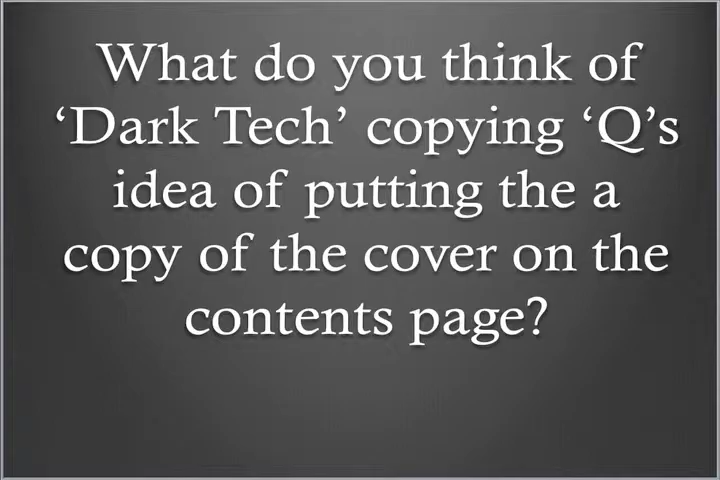 What do you think of
‘Dark Tech’ copying ‘Q’s
idea of putting the a
copy of the cover on the
contents page?